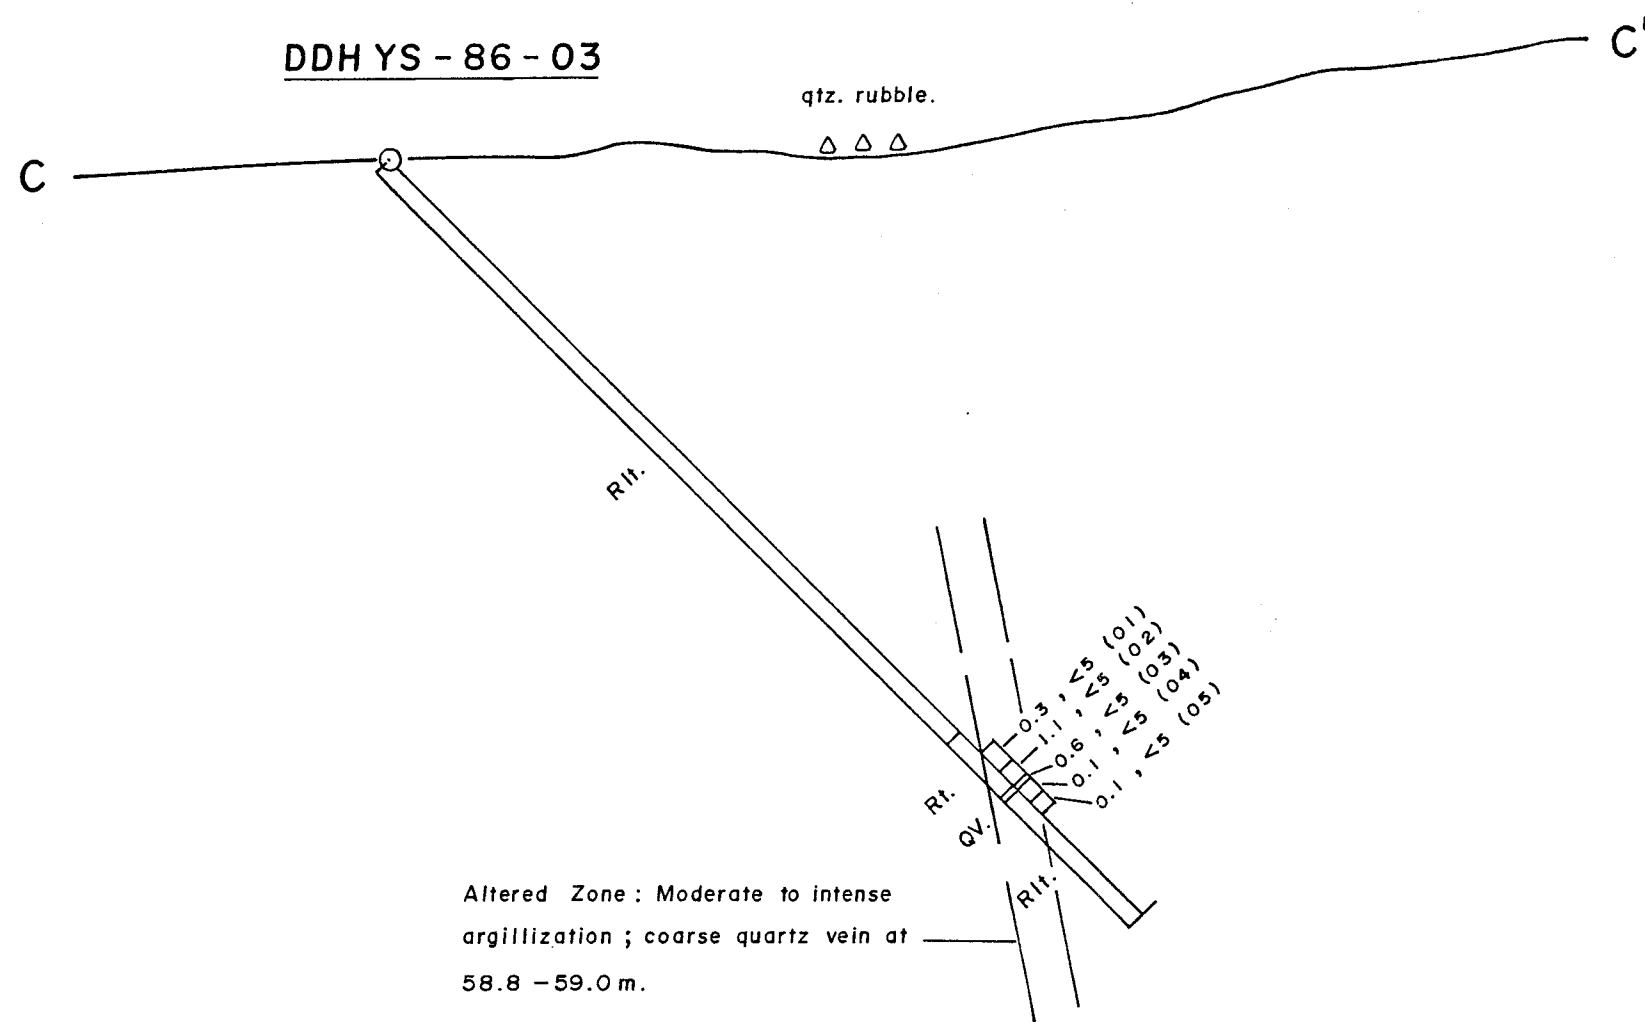 DDH YS - 86 - 03
C'
qtz. rubble.
C
Rlt.
0.3 , <5 (01)
1.1 , <5 (02)
0.6 , <5 (03)
0.1 , <5 (04)
0.1 , <5 (05)
Rt.
QV.
Rlt.
Altered Zone : Moderate to intense
argillization ; coarse quartz vein at
58.8 - 59.0 m.